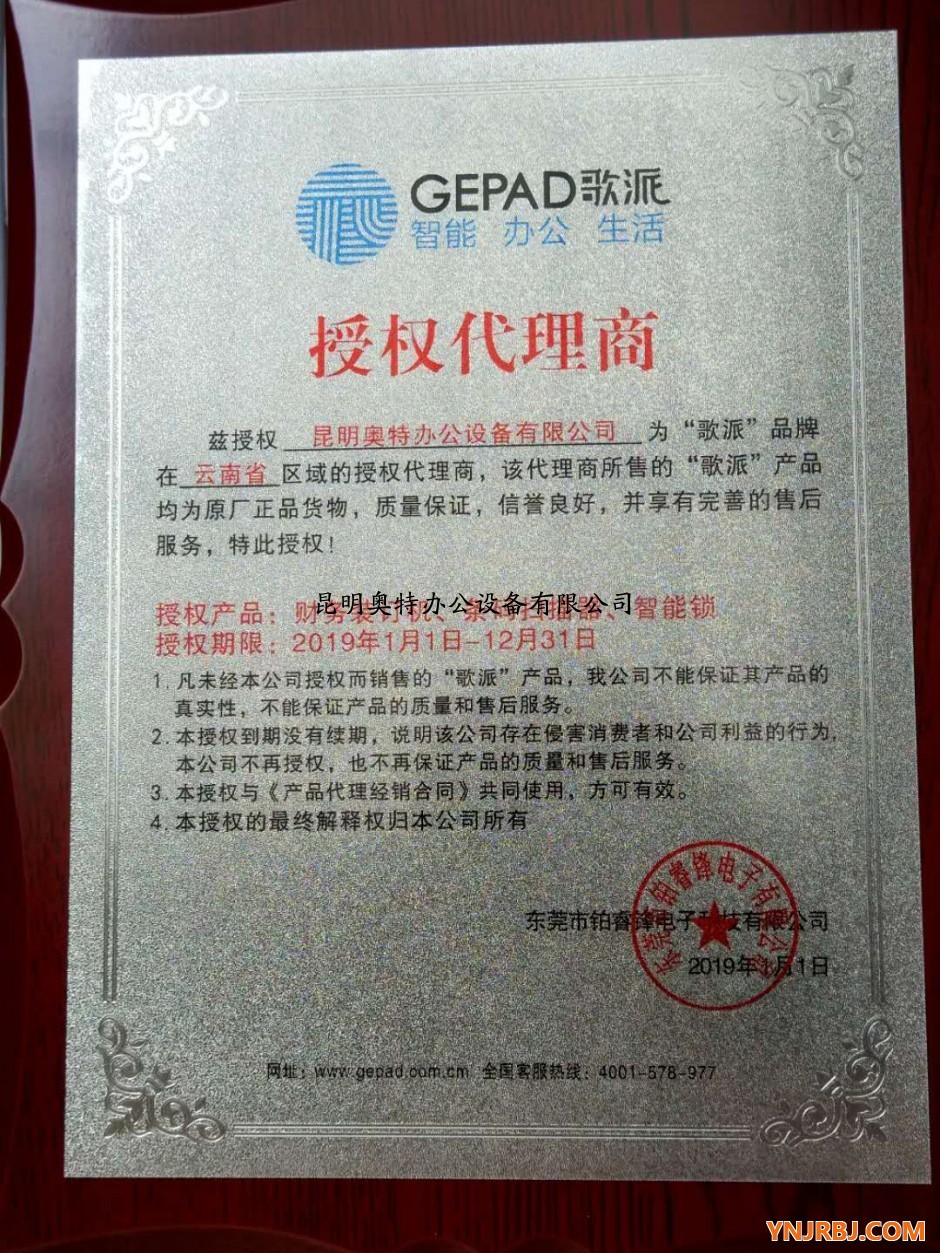 GEPAD歌派
智能 办公 生活
授权代理商
兹授权 昆明奥特办公设备有限公司 为“歌派”品牌
在 云南省 区域的授权代理商，该代理商所售的“歌派”产品
均为原厂正品货物，质量保证，信誉良好，并享有完善的售后
服务，特此授权！
授权产品：财务装订机、条码扫描器、智能锁
昆明奥特办公设备有限公司
授权期限：2019年1月1日-12月31日
1. 凡未经本公司授权而销售的“歌派”产品，我公司不能保证其产品的
真实性，不能保证产品的质量和售后服务。
2. 本授权到期没有续期，说明该公司存在侵害消费者和公司利益的行为，
本公司不再授权，也不再保证产品的质量和售后服务。
3. 本授权与《产品代理经销合同》共同使用，方可有效。
4. 本授权的最终解释权归本公司所有
东莞市铂睿锋电子科技有限公司
2019年1月1日
网址：www.gepad.com.cn 全国客服热线：4001-578-977
YNJRBJ.COM